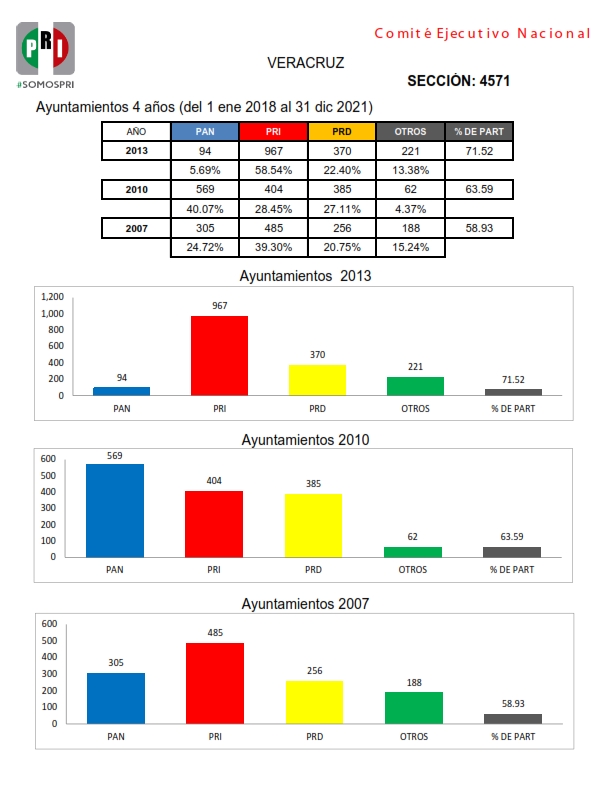 Comité Ejecutivo Nacional
PRI
#SOMOSPRI
VERACRUZ
SECCIÓN: 4571
Ayuntamientos 4 años (del 1 ene 2018 al 31 dic 2021)
AÑO PAN PRI PRD OTROS % DE PART
2013 94 967 370 221 71.52
5.69% 58.54% 22.40% 13.38%
2010 569 404 385 62 63.59
40.07% 28.45% 27.11% 4.37%
2007 305 485 256 188 58.93
24.72% 39.30% 20.75% 15.24%
Ayuntamientos 2013
1,200
1,000
800
600
400
200
0
94 967 370 221 71.52
PAN PRI PRD OTROS % DE PART
Ayuntamientos 2010
600
500
400
300
200
100
0
569 404 385 62 63.59
PAN PRI PRD OTROS % DE PART
Ayuntamientos 2007
600
500
400
300
200
100
0
305 485 256 188 58.93
PAN PRI PRD OTROS % DE PART